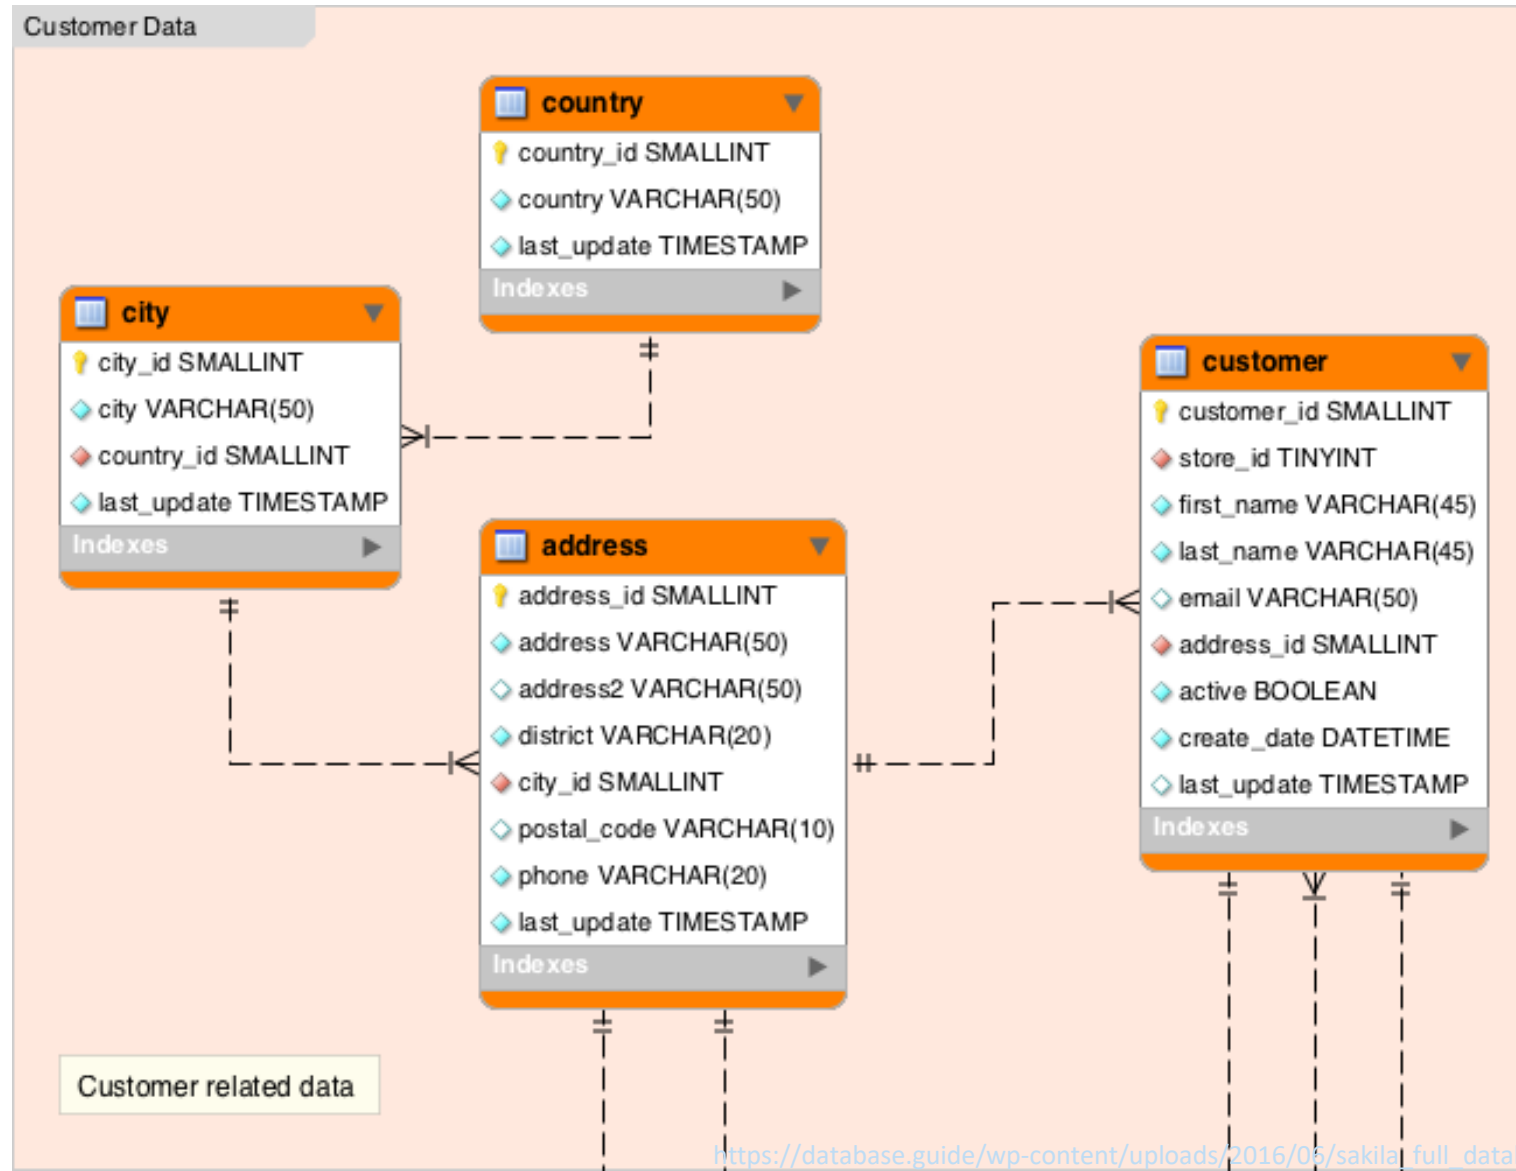 Customer Data
country
country_id SMALLINT
country VARCHAR(50)
last_update TIMESTAMP
Indexes
city
city_id SMALLINT
city VARCHAR(50)
country_id SMALLINT
last_update TIMESTAMP
Indexes
customer
customer_id SMALLINT
store_id TINYINT
first_name VARCHAR(45)
last_name VARCHAR(45)
email VARCHAR(50)
address_id SMALLINT
active BOOLEAN
create_date DATETIME
last_update TIMESTAMP
Indexes
address
address_id SMALLINT
address VARCHAR(50)
address2 VARCHAR(50)
district VARCHAR(20)
city_id SMALLINT
postal_code VARCHAR(10)
phone VARCHAR(20)
last_update TIMESTAMP
Indexes
Customer related data
https://database.guide/wp-content/uploads/2016/06/sakila_full_data